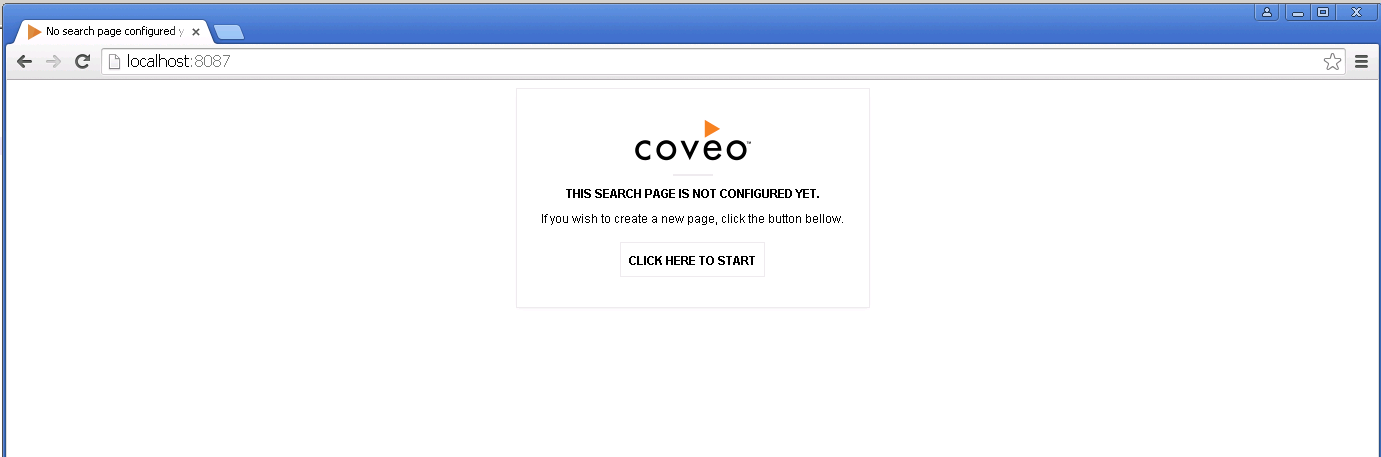 No search page configured y
localhost:8087
coveo™
THIS SEARCH PAGE IS NOT CONFIGURED YET.
If you wish to create a new page, click the button bellow.
CLICK HERE TO START